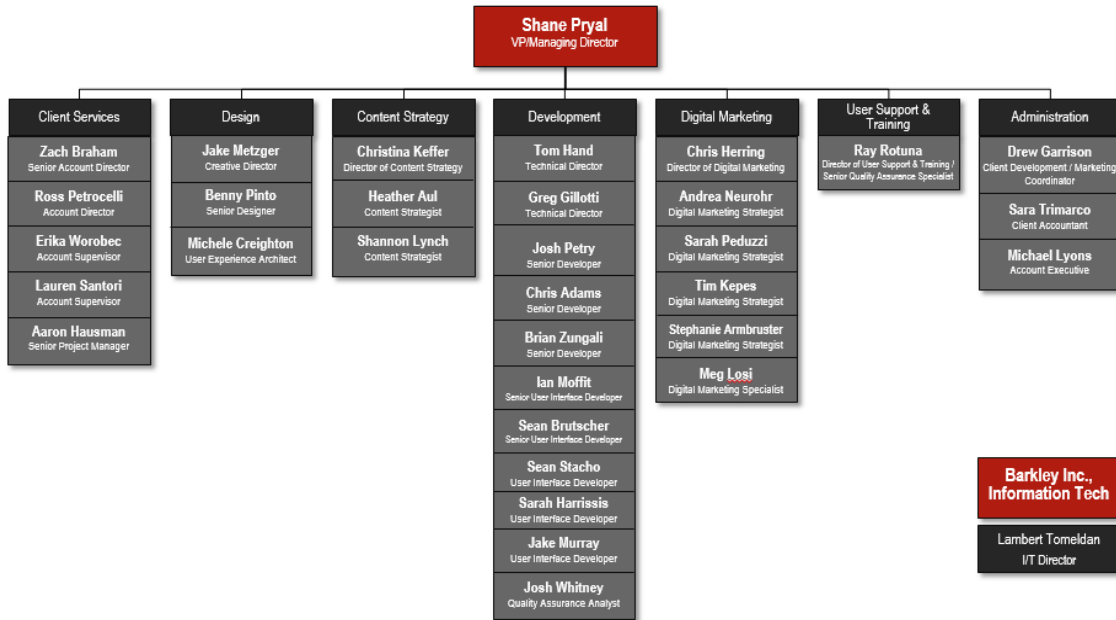 Shane Pryal
VP/Managing Director
Client Services
Zach Braham
Senior Account Director
Ross Petrocelli
Account Director
Erika Worobec
Account Supervisor
Lauren Santori
Account Supervisor
Aaron Hausman
Senior Project Manager
Design
Jake Metzger
Creative Director
Benny Pinto
Senior Designer
Michele Creighton
User Experience Architect
Content Strategy
Christina Keffer
Director of Content Strategy
Heather Aul
Content Strategist
Shannon Lynch
Content Strategist
Development
Tom Hand
Technical Director
Greg Gillotti
Technical Director
Josh Petry
Senior Developer
Chris Adams
Senior Developer
Brian Zungali
Senior Developer
Ian Moffit
Senior User Interface Developer
Sean Brutscher
Senior User Interface Developer
Sean Stacho
User Interface Developer
Sarah Harrissis
User Interface Developer
Jake Murray
User Interface Developer
Josh Whitney
Quality Assurance Analyst
Digital Marketing
Chris Herring
Director of Digital Marketing
Andrea Neurohr
Digital Marketing Strategist
Sarah Peduzzi
Digital Marketing Strategist
Tim Kepes
Digital Marketing Strategist
Stephanie Armbruster
Digital Marketing Strategist
Meg Losi
Digital Marketing Specialist
User Support &
Training
Ray Rotuna
Director of User Support & Training /
Senior Quality Assurance Specialist
Administration
Drew Garrison
Client Development / Marketing
Coordinator
Sara Trimarco
Client Accountant
Michael Lyons
Account Executive
Barkley Inc.,
Information Tech
Lambert Tomeldan
I/T Director